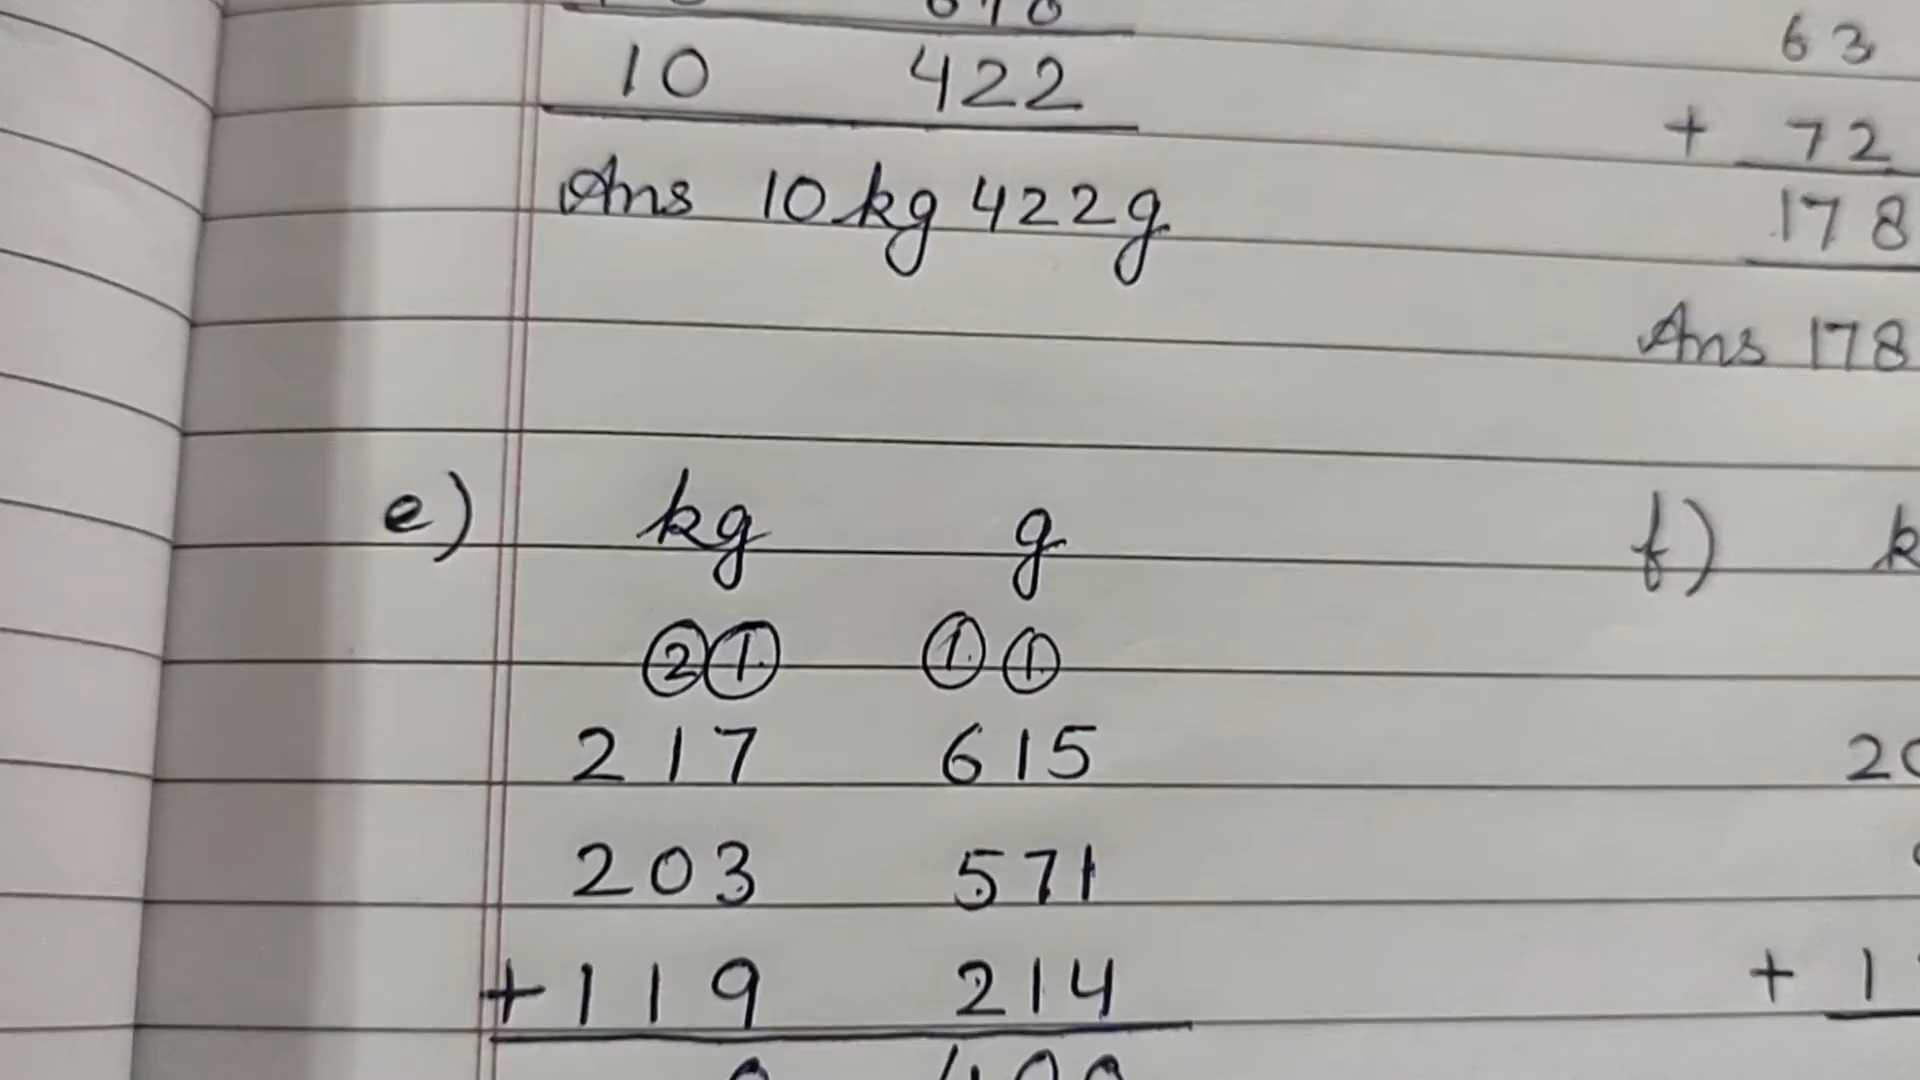 10 422
Ans 10 kg 422g
63
+ 72
178
Ans 178
e) kg g
2 1 1 1
217 615
203 571
+119 214
f)